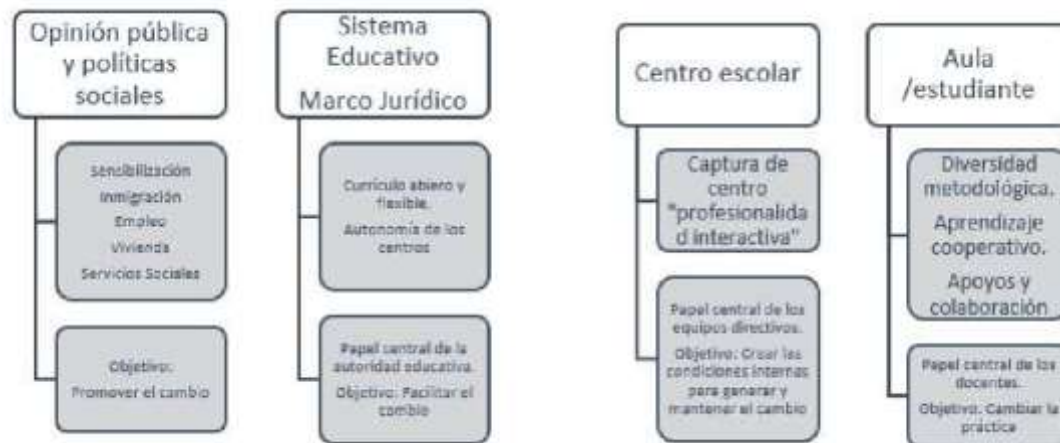 Opinión pública
y políticas
sociales
Sensibilización
Inmigración
Empleo
Vivienda
Servicios Sociales
Objetivo:
Promover el cambio
Sistema
Educativo
Marco Jurídico
Currículo abiero y
flexible.
Autonomía de los
centros
Papel central de la
autoridad educativa.
Objetivo: Facilitar el
cambio
Centro escolar
Captura de
centro
"profesionalida
d interactiva"
Papel central de los
equipos directivos.
Objetivo: Crear las
condiciones internas
para generar y
mantener el cambio
Aula
/estudiante
Diversidad
metodológica.
Aprendizaje
cooperativo.
Apoyos y
colaboración
Papel central de los
docentes.
Objetivo: Cambiar la
práctica